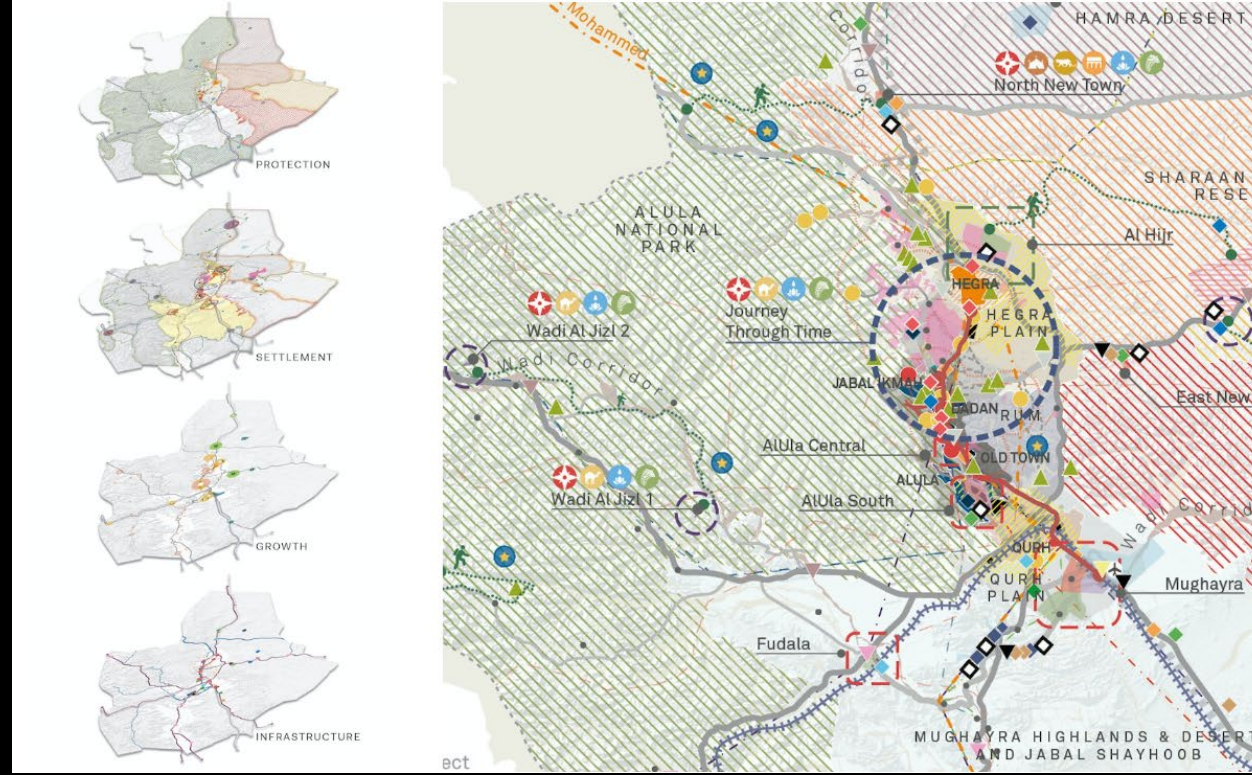 PROTECTION
SETTLEMENT
GROWTH
INFRASTRUCTURE
Mohammed
Corridor
HAMRA DESERT
North New Town
SHARAAN
RESE
ALULA
NATIONAL
PARK
Al Hijr
HEGRA
HEGRA
PLAIN
Journey
Through Time
Wadi Al Jizl 2
Wadi Corridor
JABAL IKMAH
DADAN
RUM
East New
AlUla Central
OLD TOWN
ALULA
Wadi Al Jizl 1
AlUla South
Wadi Corrid
QURH
QURH
PLAIN
Mughayra
Fudala
MUGHAYRA HIGHLANDS & DESERT
AND JABAL SHAYHOOB
ect